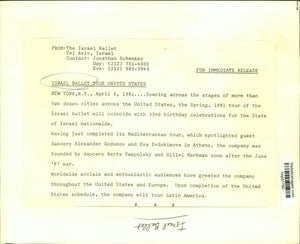 FROM:The Israel Ballet
Tel Aviv, Israel
Contact: Jonathan Schenker
Day: (212) 751-4000
Eve: (212) 989-5945
FOR IMMEDIATE RELEASE
ISRAEL BALLET TOUR UNITED STATES
NEW YORK,N.Y., April 6, 1981....Soaring across the stages of more than
two dozen cities across the United States, the Spring, 1981 tour of the
Israel Ballet will coincide with 33rd birthday celebrations for the State
of Israel nationwide.
Having just completed its Mediterranean tour, which spotlighted guest
dancers Alexander Godunov and Eva Evdokimova in Athens, the company was
founded by dancers Berta Yampolsky and Hillel Markman soon after the June
'67 war.
Worldwide acclaim and enthusiastic audiences have greeted the company
throughout the United States and Europe. Upon completion of the United
States schedule, the company will tour Latin America.
Israel Ballet